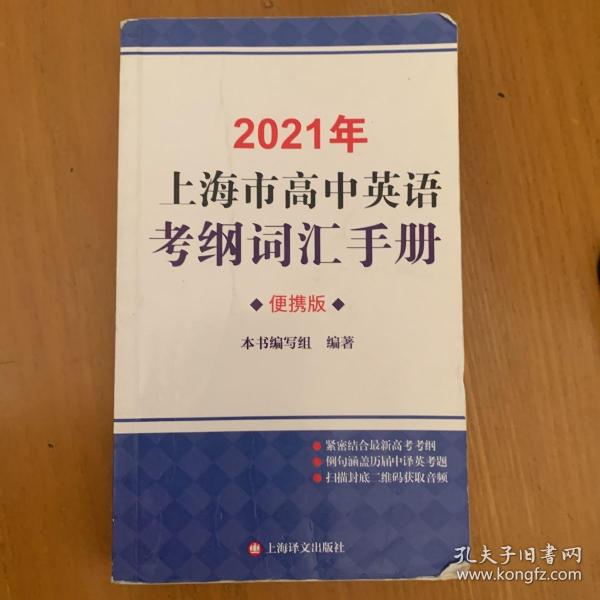 2021年
上海市高中英语
考纲词汇手册
◆ 便携版 ◆
本书编写组 编著
● 紧密结合最新高考考纲
● 例句涵盖历届中译英考题
● 扫描封底二维码获取音频
上海译文出版社
孔夫子旧书网
www.kongfz.com